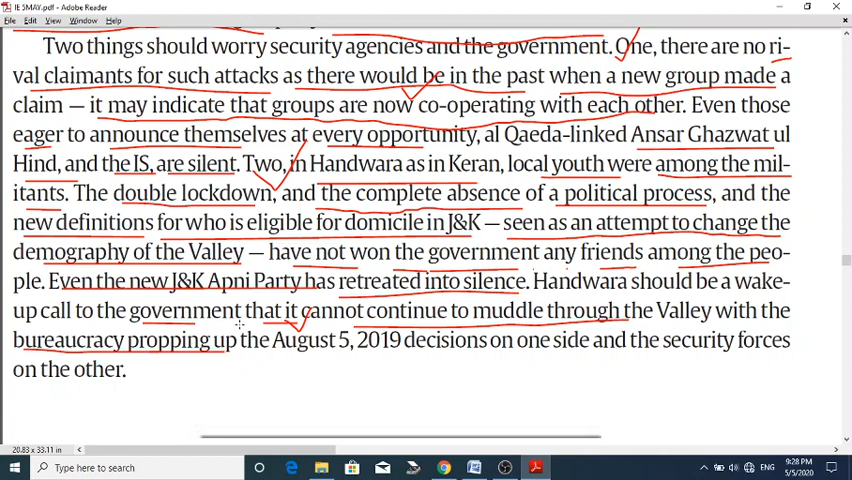 IE 5MAY.pdf - Adobe Reader
File Edit View Window Help
Two things should worry security agencies and the government. One, there are no ri-
val claimants for such attacks as there would be in the past when a new group made a
claim — it may indicate that groups are now co-operating with each other. Even those
eager to announce themselves at every opportunity, al Qaeda-linked Ansar Ghazwat ul
Hind, and the IS, are silent. Two, in Handwara as in Keran, local youth were among the mil-
itants. The double lockdown, and the complete absence of a political process, and the
new definitions for who is eligible for domicile in J&K — seen as an attempt to change the
demography of the Valley — have not won the government any friends among the peo-
ple. Even the new J&K Apni Party has retreated into silence. Handwara should be a wake-
up call to the government that it cannot continue to muddle through the Valley with the
bureaucracy propping up the August 5, 2019 decisions on one side and the security forces
on the other.
20.83 x 33.11 in
Type here to search
ENG
9:28 PM
5/5/2020